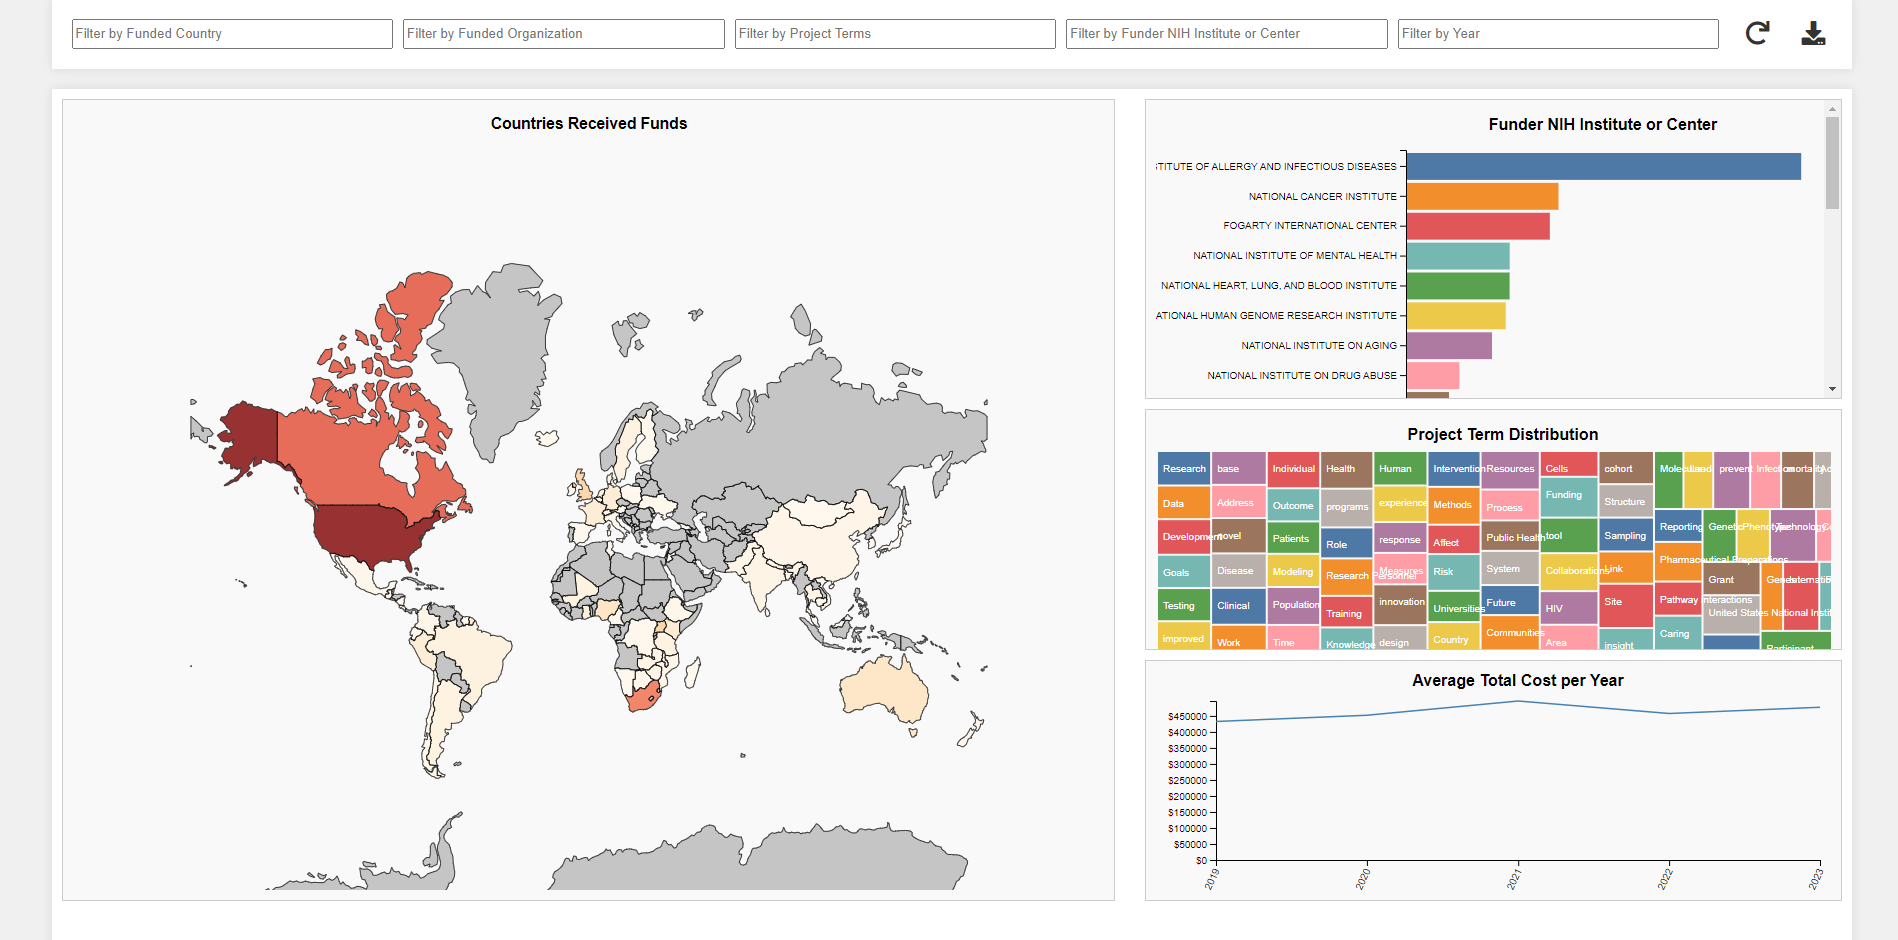 Filter by Funded Country
Filter by Funded Organization
Filter by Project Terms
Filter by Funder NIH Institute or Center
Filter by Year
Countries Received Funds
Funder NIH Institute or Center
STITUTE OF ALLERGY AND INFECTIOUS DISEASES
NATIONAL CANCER INSTITUTE
FOGARTY INTERNATIONAL CENTER
NATIONAL INSTITUTE OF MENTAL HEALTH
NATIONAL HEART, LUNG, AND BLOOD INSTITUTE
ATIONAL HUMAN GENOME RESEARCH INSTITUTE
NATIONAL INSTITUTE ON AGING
NATIONAL INSTITUTE ON DRUG ABUSE
Project Term Distribution
Research
Data
Development
Goals
Testing
improved
base
Address
novel
Disease
Clinical
Work
Individual
Outcome
Patients
Modeling
Population
Time
Health
programs
Role
Research Personnel
Training
Knowledge
Human
experience
response
Measures
innovation
design
Intervention
Methods
Affect
Risk
Universities
Country
Resources
Process
Public Health
System
Future
Communities
Cells
Funding
tool
Collaborations
HIV
Area
cohort
Structure
Sampling
Link
Site
insight
Reporting
Pharmaceutical Preparations
Pathway interactions
Caring
prevent
Infection
mortality
Genetic
Phenotype
Technology
Grant
United States National Instit
Genes
Internation
Participant
Average Total Cost per Year
$450000
$400000
$350000
$300000
$250000
$200000
$150000
$100000
$50000
$0
2019
2020
2021
2022
2023